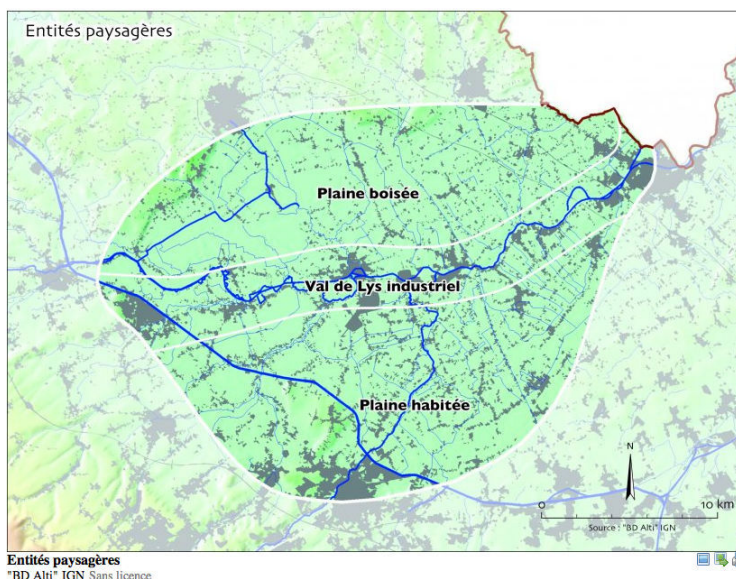 Entités paysagères
Plaine boisée
Val de Lys industriel
Plaine habitée
N
0
10 km
Source : "BD Alti" IGN
Entités paysagères
"BD Alti" IGN Sans licence